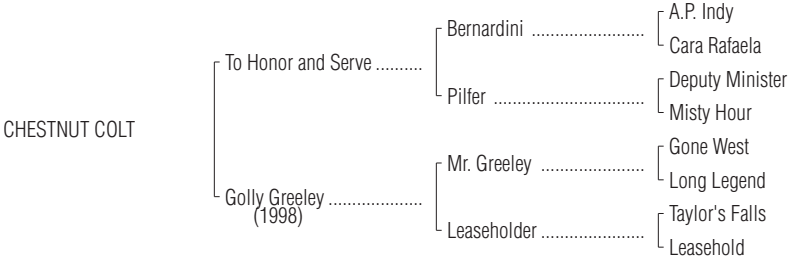 A.P. Indy
Bernardini ........................
Cara Rafaela
To Honor and Serve ..........
Deputy Minister
Pilfer ................................
Misty Hour
CHESTNUT COLT
Gone West
Mr. Greeley ......................
Long Legend
Golly Greeley ....................
(1998)
Taylor's Falls
Leaseholder ......................
Leasehold